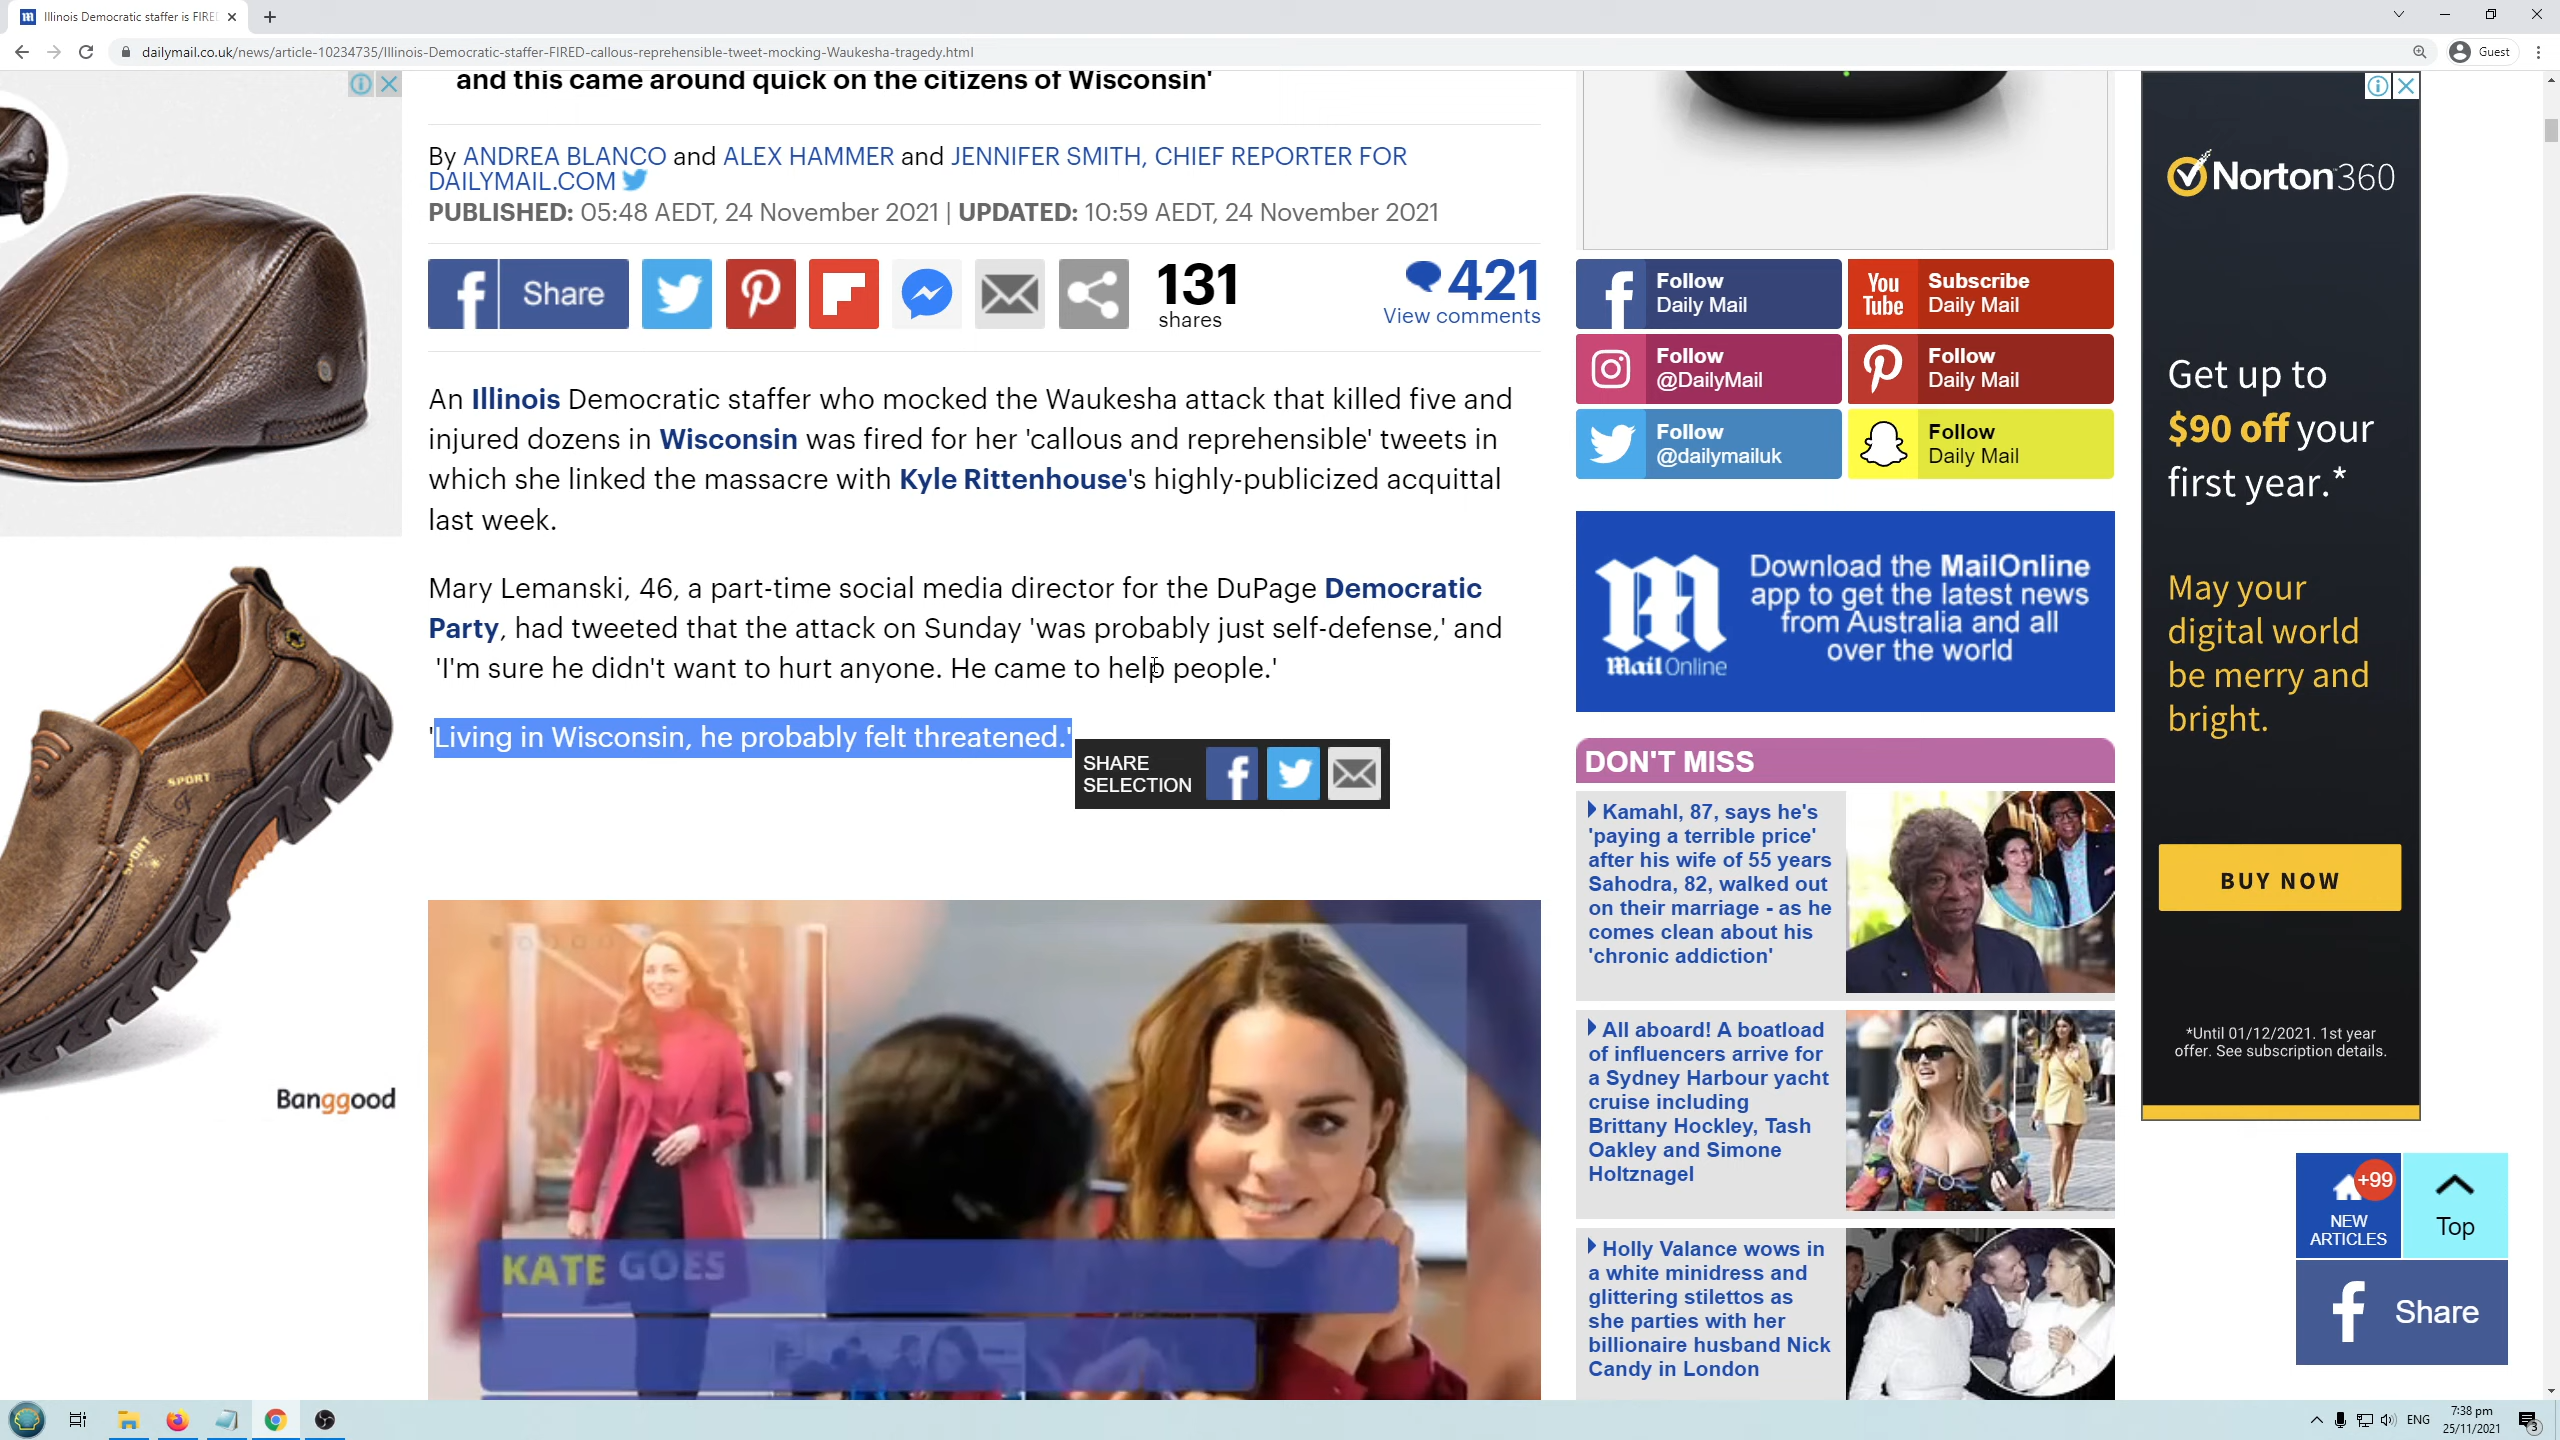 Illinois Democratic staffer is FIRE
dailymail.co.uk/news/article-10234735/Illinois-Democratic-staffer-FIRED-callous-reprehensible-tweet-mocking-Waukesha-tragedy.html
Guest
and this came around quick on the citizens of Wisconsin'
By ANDREA BLANCO and ALEX HAMMER and JENNIFER SMITH, CHIEF REPORTER FOR
DAILYMAIL.COM
PUBLISHED: 05:48 AEDT, 24 November 2021 | UPDATED: 10:59 AEDT, 24 November 2021
Share
131
shares
421
View comments
An Illinois Democratic staffer who mocked the Waukesha attack that killed five and
injured dozens in Wisconsin was fired for her 'callous and reprehensible' tweets in
which she linked the massacre with Kyle Rittenhouse's highly-publicized acquittal
last week.
Mary Lemanski, 46, a part-time social media director for the DuPage Democratic
Party, had tweeted that the attack on Sunday 'was probably just self-defense,' and
'I'm sure he didn't want to hurt anyone. He came to help people.'
'Living in Wisconsin, he probably felt threatened.'
SHARE
SELECTION
KATE GOES
SPORT
SPORT
Banggood
Follow
Daily Mail
You
Tube
Subscribe
Daily Mail
Follow
@DailyMail
Follow
Daily Mail
Follow
@dailymailuk
Follow
Daily Mail
Mail Online
Download the MailOnline
app to get the latest news
from Australia and all
over the world
DON'T MISS
Kamahl, 87, says he's
'paying a terrible price'
after his wife of 55 years
Sahodra, 82, walked out
on their marriage - as he
comes clean about his
'chronic addiction'
All aboard! A boatload
of influencers arrive for
a Sydney Harbour yacht
cruise including
Brittany Hockley, Tash
Oakley and Simone
Holtznagel
Holly Valance wows in
a white minidress and
glittering stilettos as
she parties with her
billionaire husband Nick
Candy in London
Norton 360
Get up to
$90 off your
first year.*
May your
digital world
be merry and
bright.
BUY NOW
*Until 01/12/2021. 1st year
offer. See subscription details.
+99
NEW
ARTICLES
Top
Share
ENG
7:38 pm
25/11/2021
3